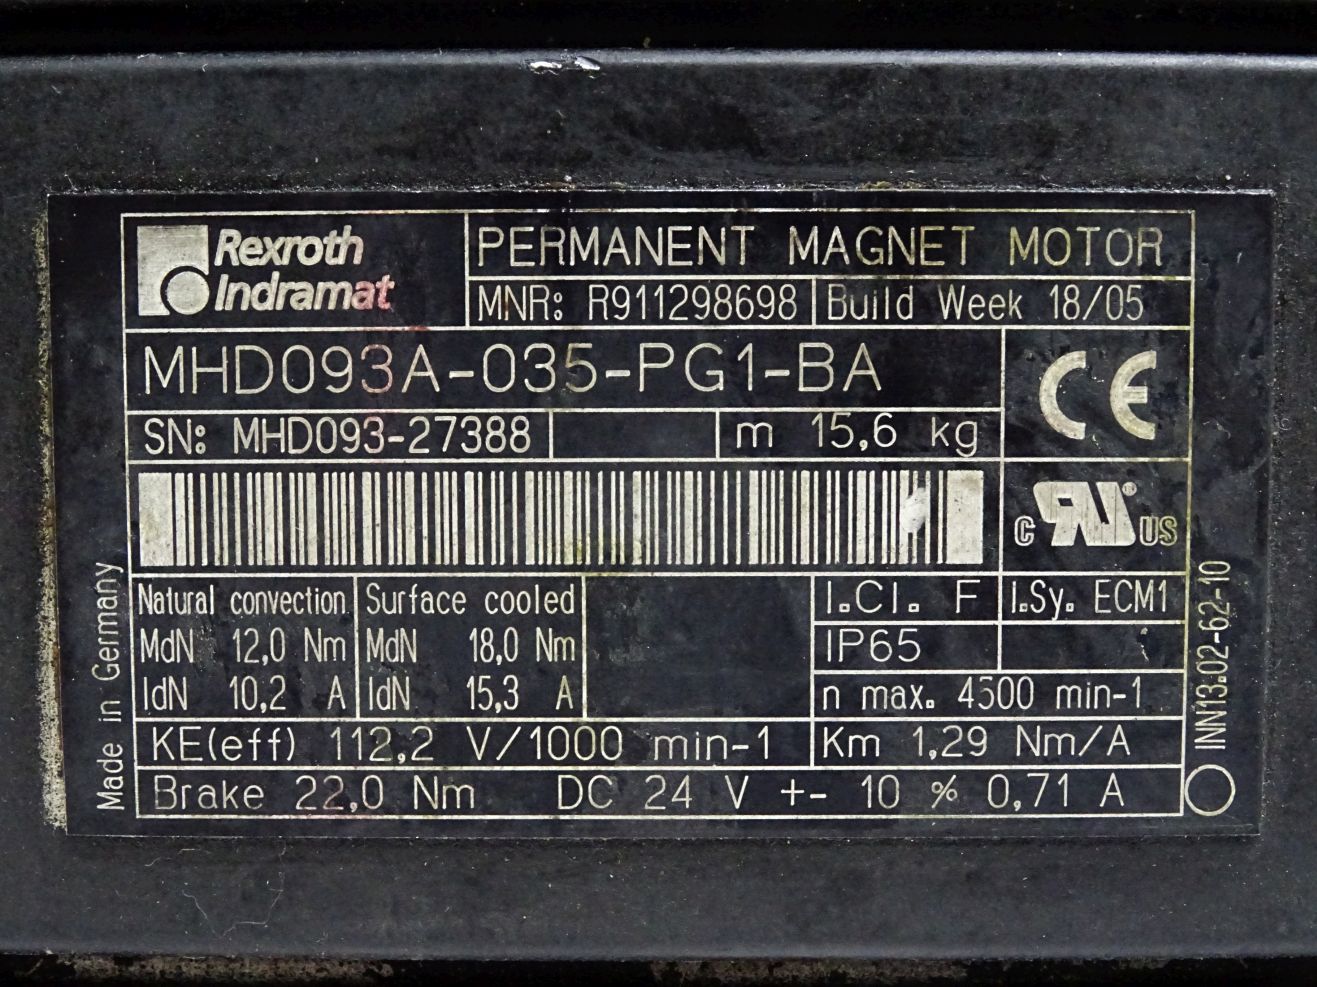 Rexroth
Indramat
PERMANENT MAGNET MOTOR
MNR: R911298698 Build Week 18/05
MHD093A-035-PG1-BA
CE
SN: MHD093-27388 m 15,6 kg
c RU US
Natural convection Surface cooled I.Cl. F I.Sy. ECM1
MdN 12,0 Nm MdN 18,0 Nm IP65
IdN 10,2 A IdN 15,3 A n max. 4500 min-1
KE(eff) 112,2 V/1000 min-1 Km 1,29 Nm/A
Brake 22,0 Nm DC 24 V +- 10 % 0,71 A
Made in Germany
INN13.02-62-10